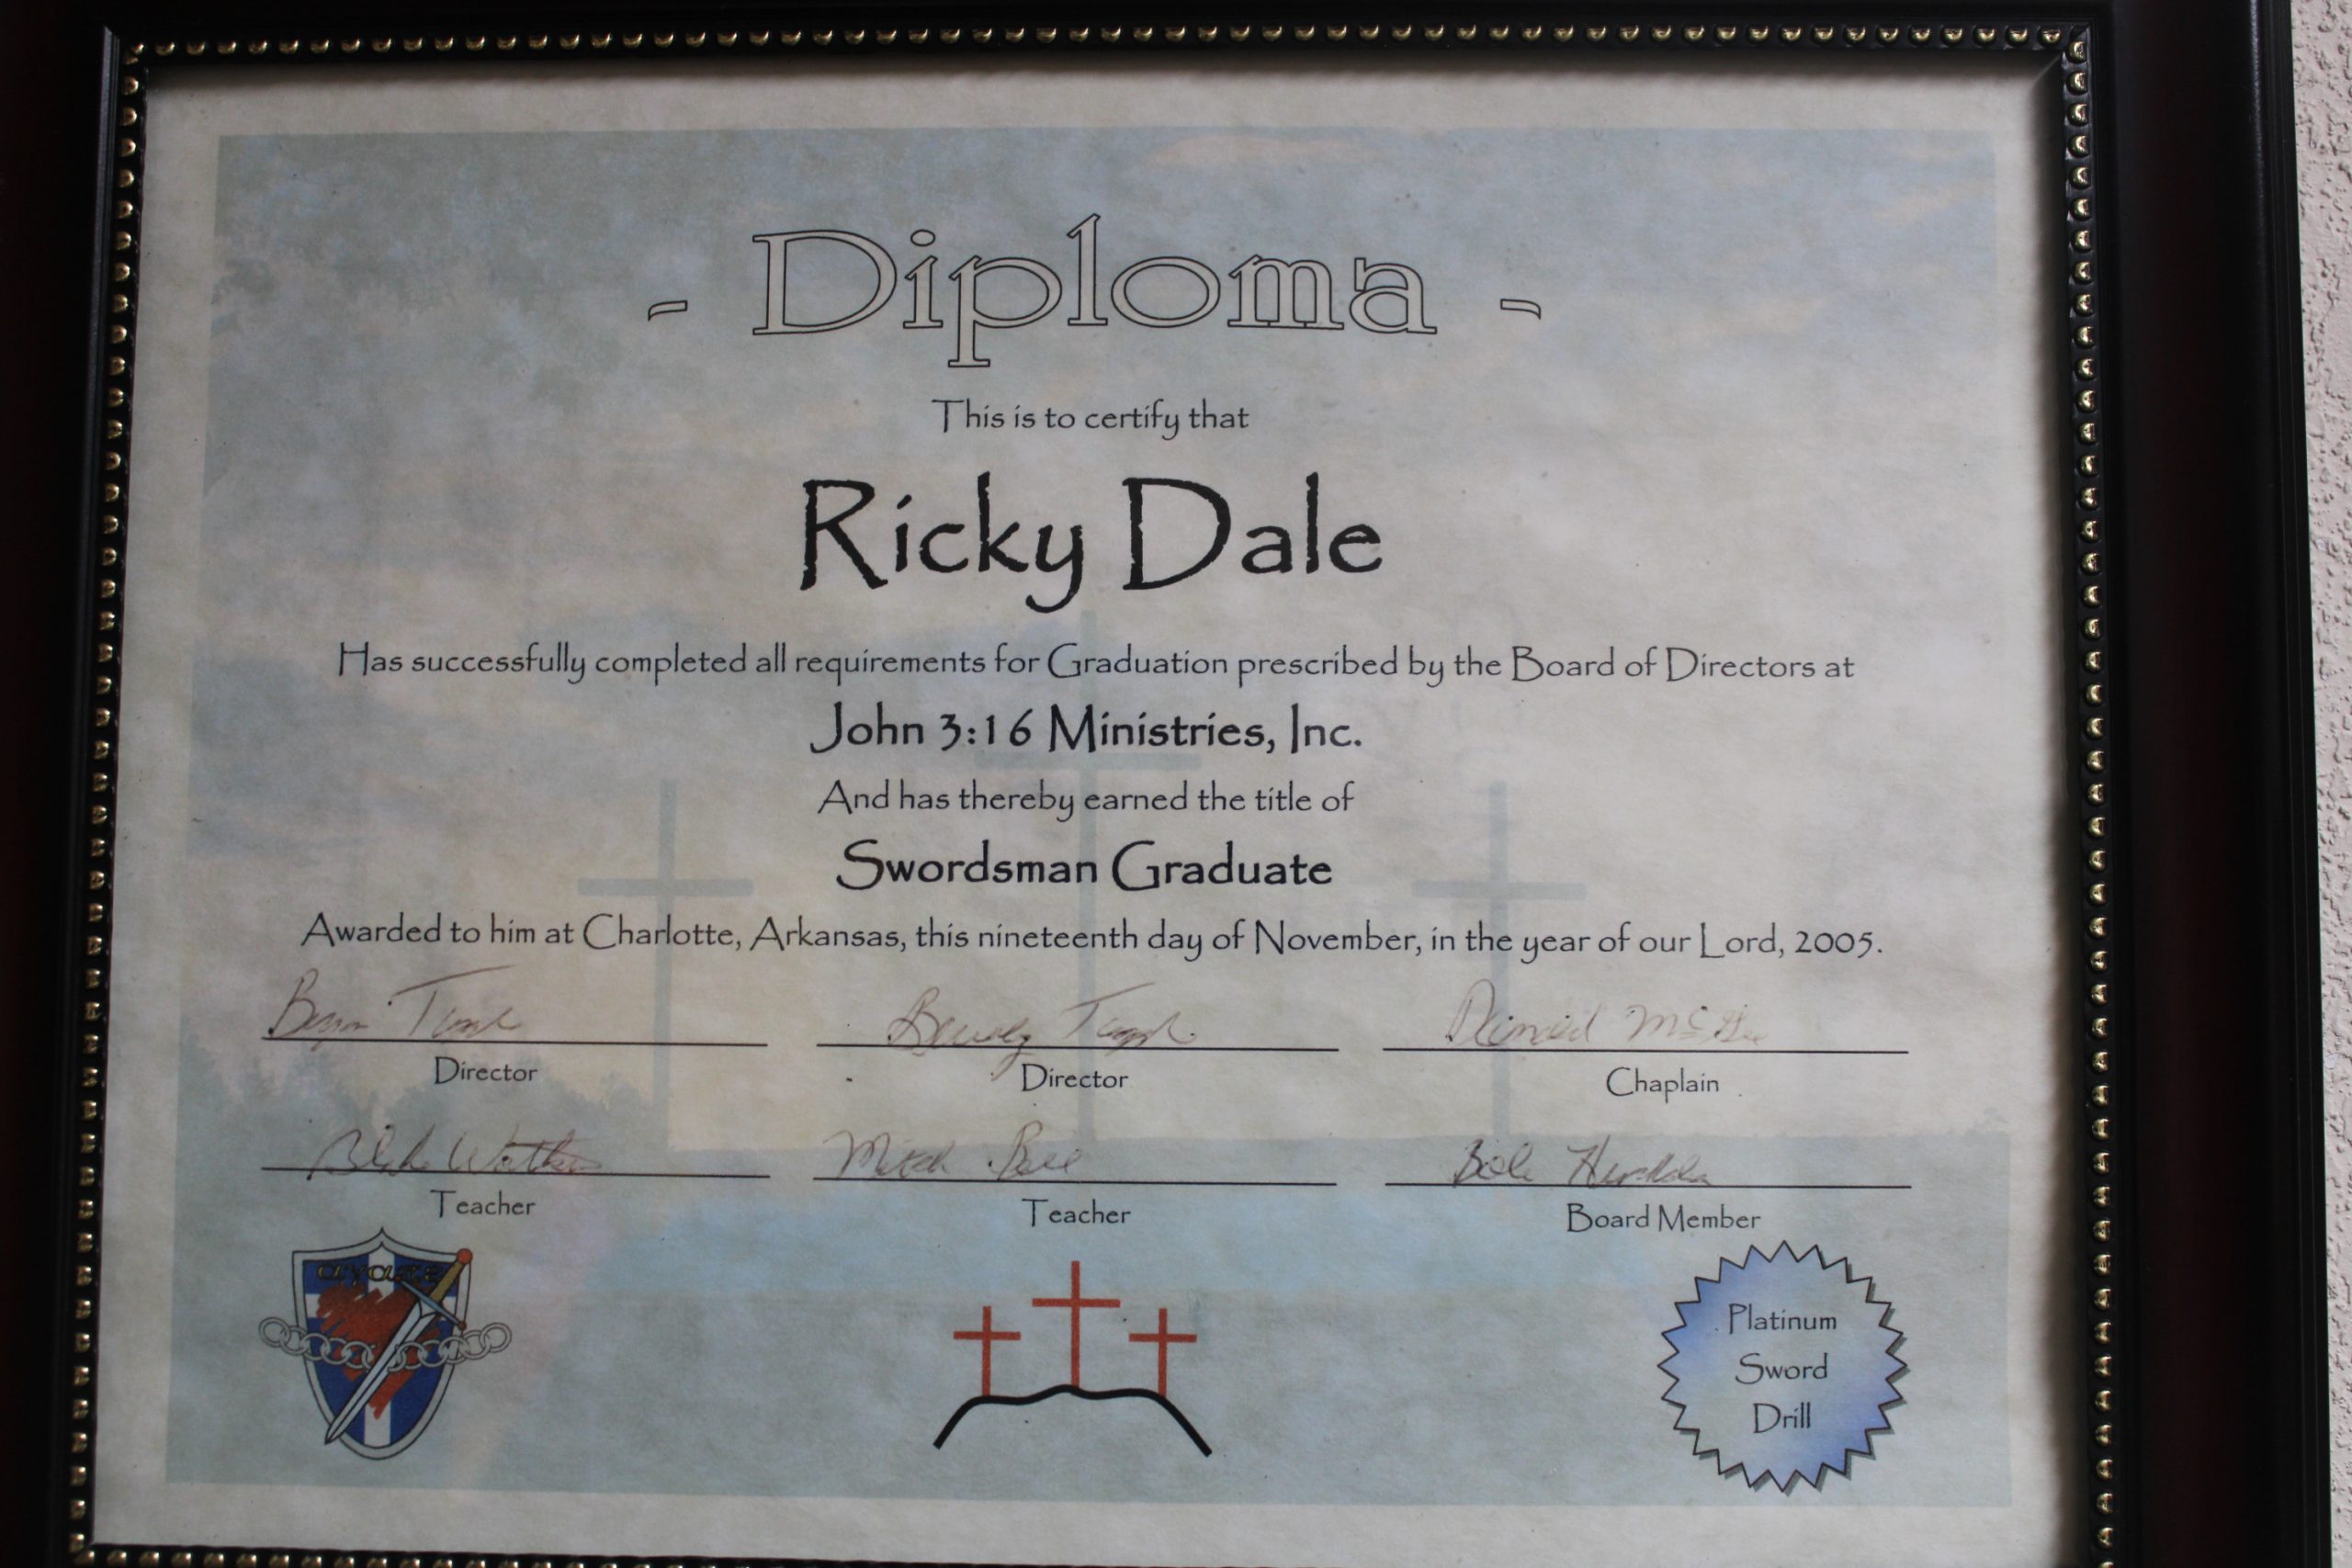 - Diploma -
This is to certify that
Ricky Dale
Has successfully completed all requirements for Graduation prescribed by the Board of Directors at
John 3:16 Ministries, Inc.
And has thereby earned the title of
Swordsman Graduate
Awarded to him at Charlotte, Arkansas, this nineteenth day of November, in the year of our Lord, 2005.
Director
Director
Chaplain
Teacher
Teacher
Board Member
Platinum
Sword
Drill